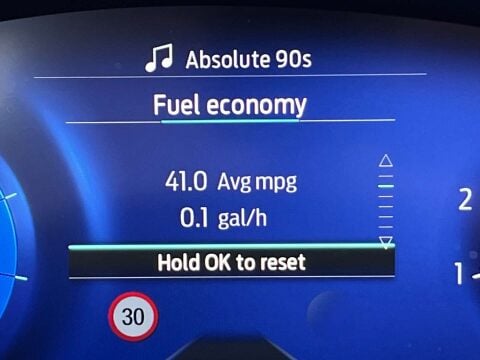 Absolute 90s
Fuel economy
41.0 Avg mpg
0.1 gal/h
2
Hold OK to reset
1
30